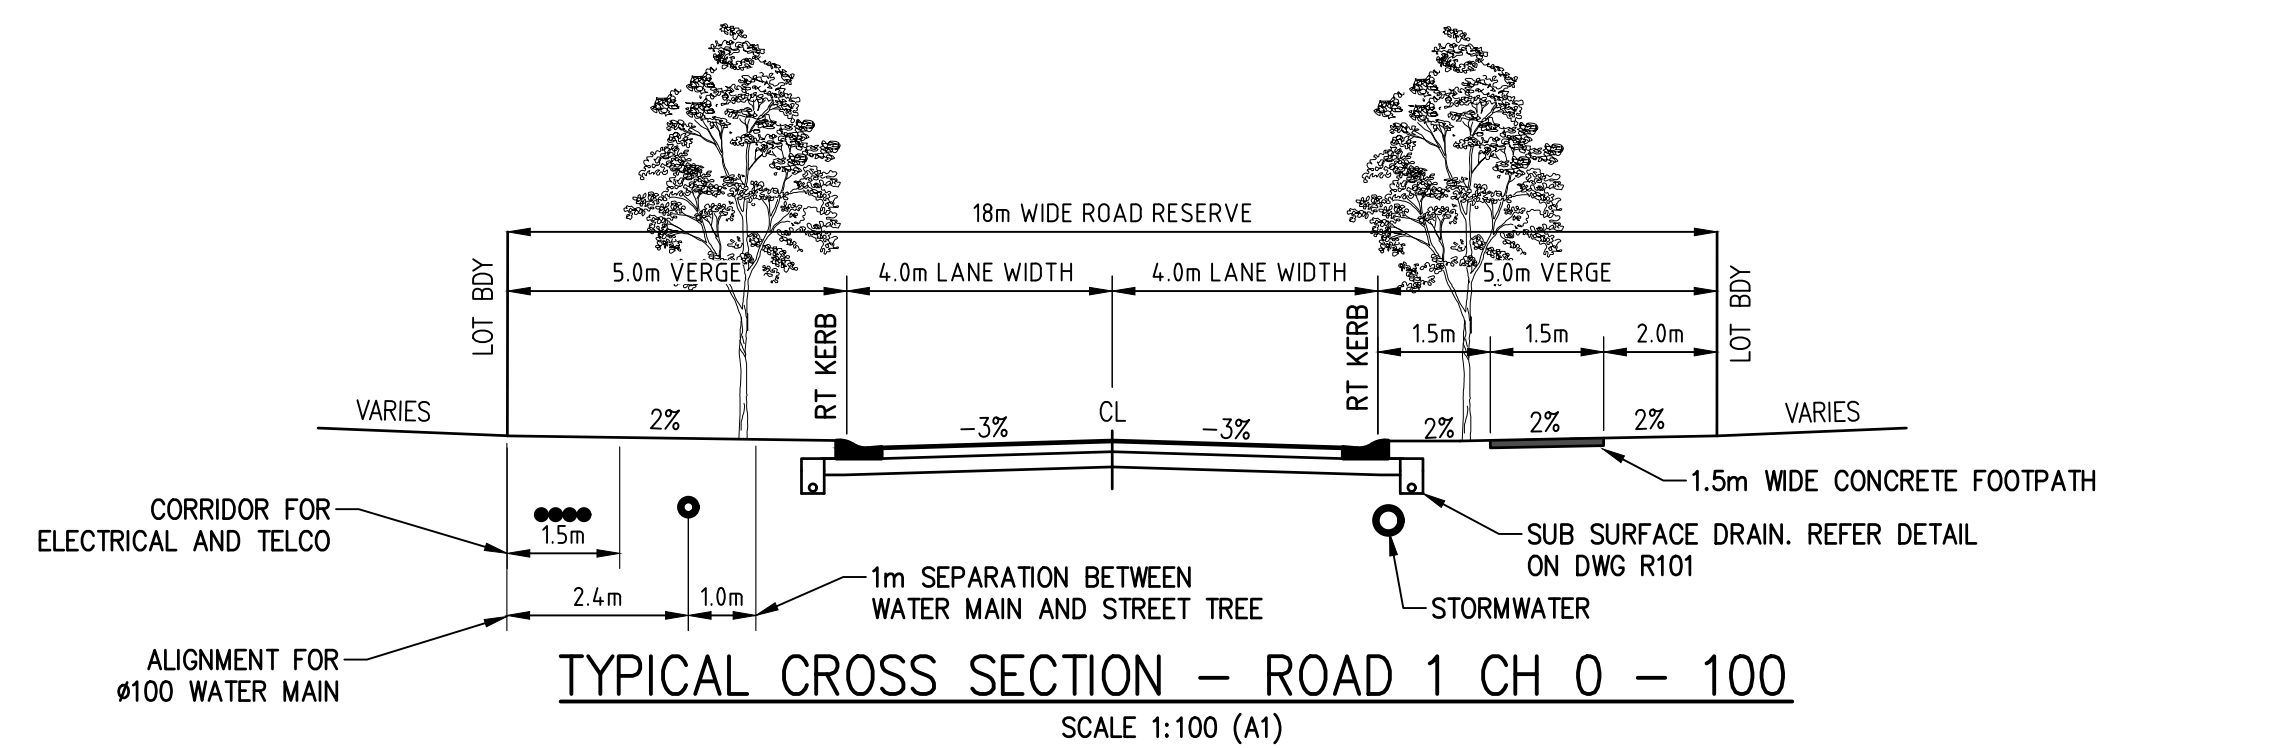 18m WIDE ROAD RESERVE
5.0m VERGE
4.0m LANE WIDTH
4.0m LANE WIDTH
5.0m VERGE
LOT BDY
RT KERB
RT KERB
LOT BDY
1.5m
1.5m
2.0m
VARIES
2%
-3%
CL
-3%
2%
2%
2%
VARIES
1.5m WIDE CONCRETE FOOTPATH
CORRIDOR FOR
ELECTRICAL AND TELCO
1.5m
SUB SURFACE DRAIN. REFER DETAIL
ON DWG R101
2.4m
1.0m
1m SEPARATION BETWEEN
WATER MAIN AND STREET TREE
STORMWATER
ALIGNMENT FOR
ø100 WATER MAIN
TYPICAL CROSS SECTION - ROAD 1 CH 0 - 100
SCALE 1:100 (A1)